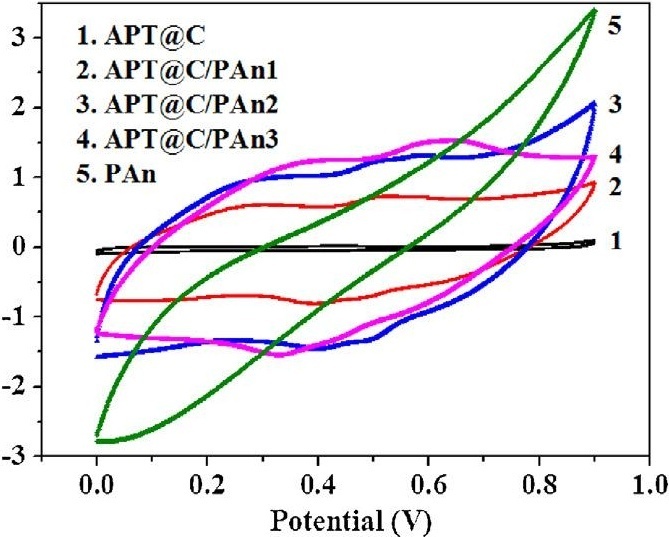 3
2
1
0
-1
-2
-3
1. APT@C
2. APT@C/PAn1
3. APT@C/PAn2
4. APT@C/PAn3
5. PAn
5
3
4
2
1
0.0 0.2 0.4 0.6 0.8 1.0
Potential (V)